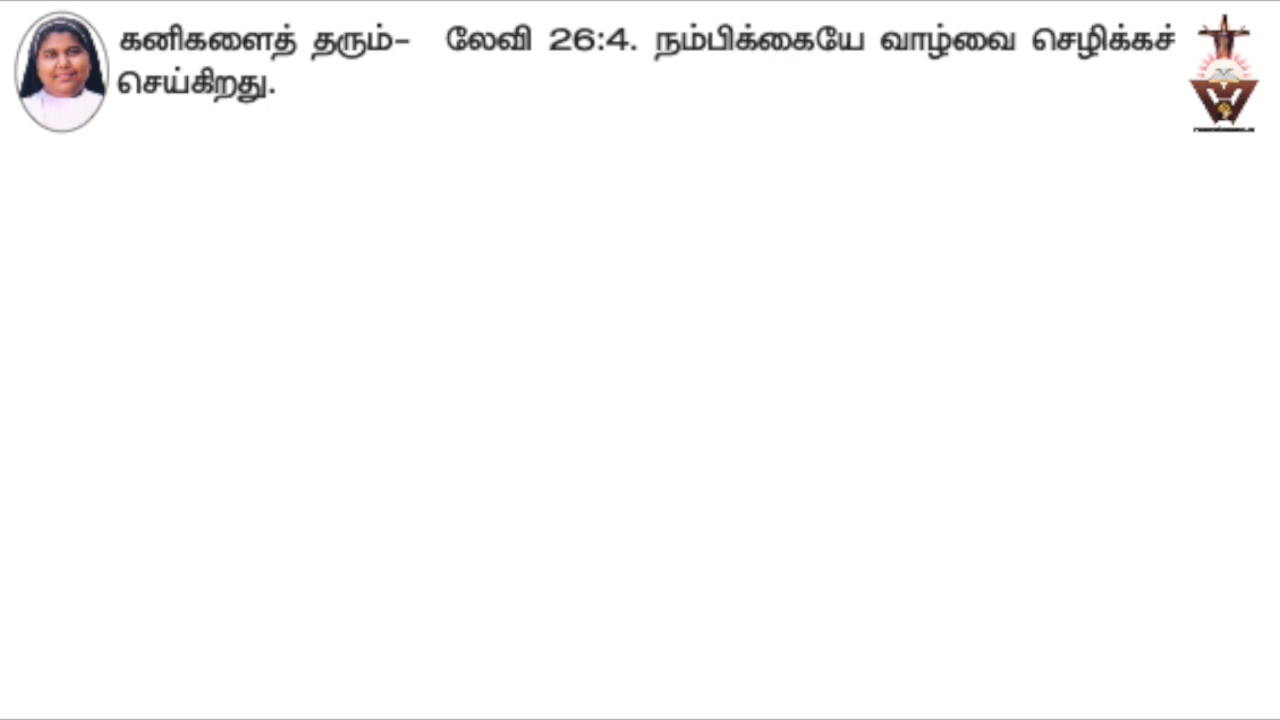 கனிகளைத் தரும்– லேவி 26:4. நம்பிக்கையே வாழ்வை செழிக்கச்
செய்கிறது.